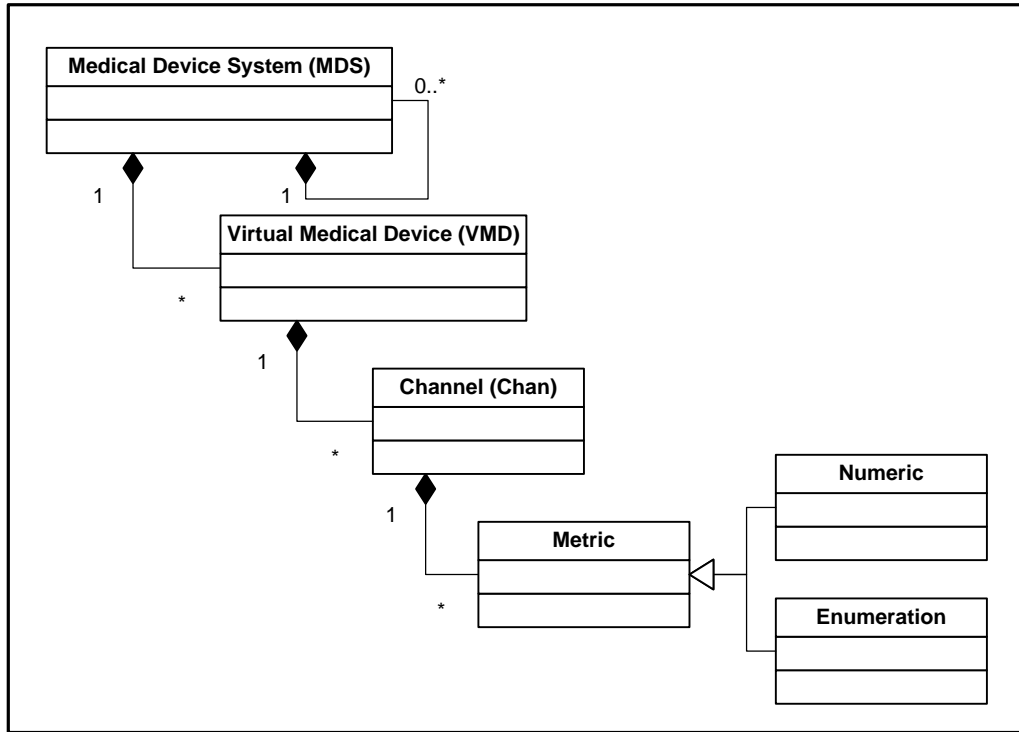 Medical Device System (MDS)
0..*
1
1
Virtual Medical Device (VMD)
*
1
Channel (Chan)
*
1
Numeric
Metric
*
Enumeration